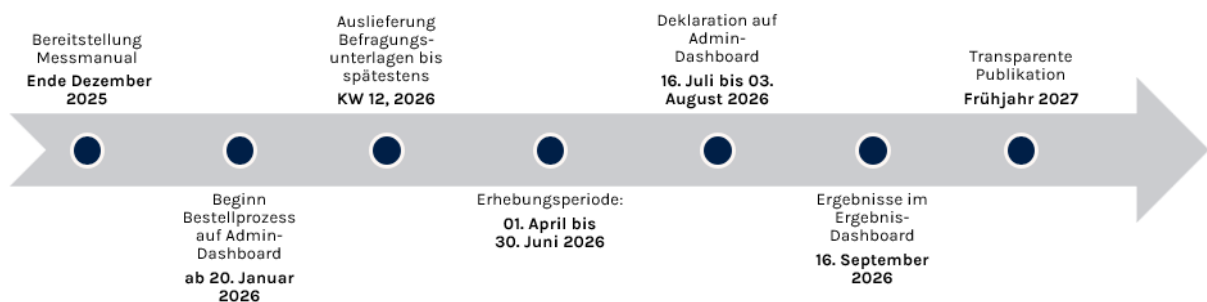 Bereitstellung
Messmanual
Ende Dezember
2025
Beginn
Bestellprozess
auf Admin-
Dashboard
ab 20. Januar
2026
Auslieferung
Befragungs-
unterlagen bis
spätestens
KW 12, 2026
Erhebungsperiode:
01. April bis
30. Juni 2026
Deklaration auf
Admin-
Dashboard
16. Juli bis 03.
August 2026
Ergebnisse im
Ergebnis-
Dashboard
16. September
2026
Transparente
Publikation
Frühjahr 2027